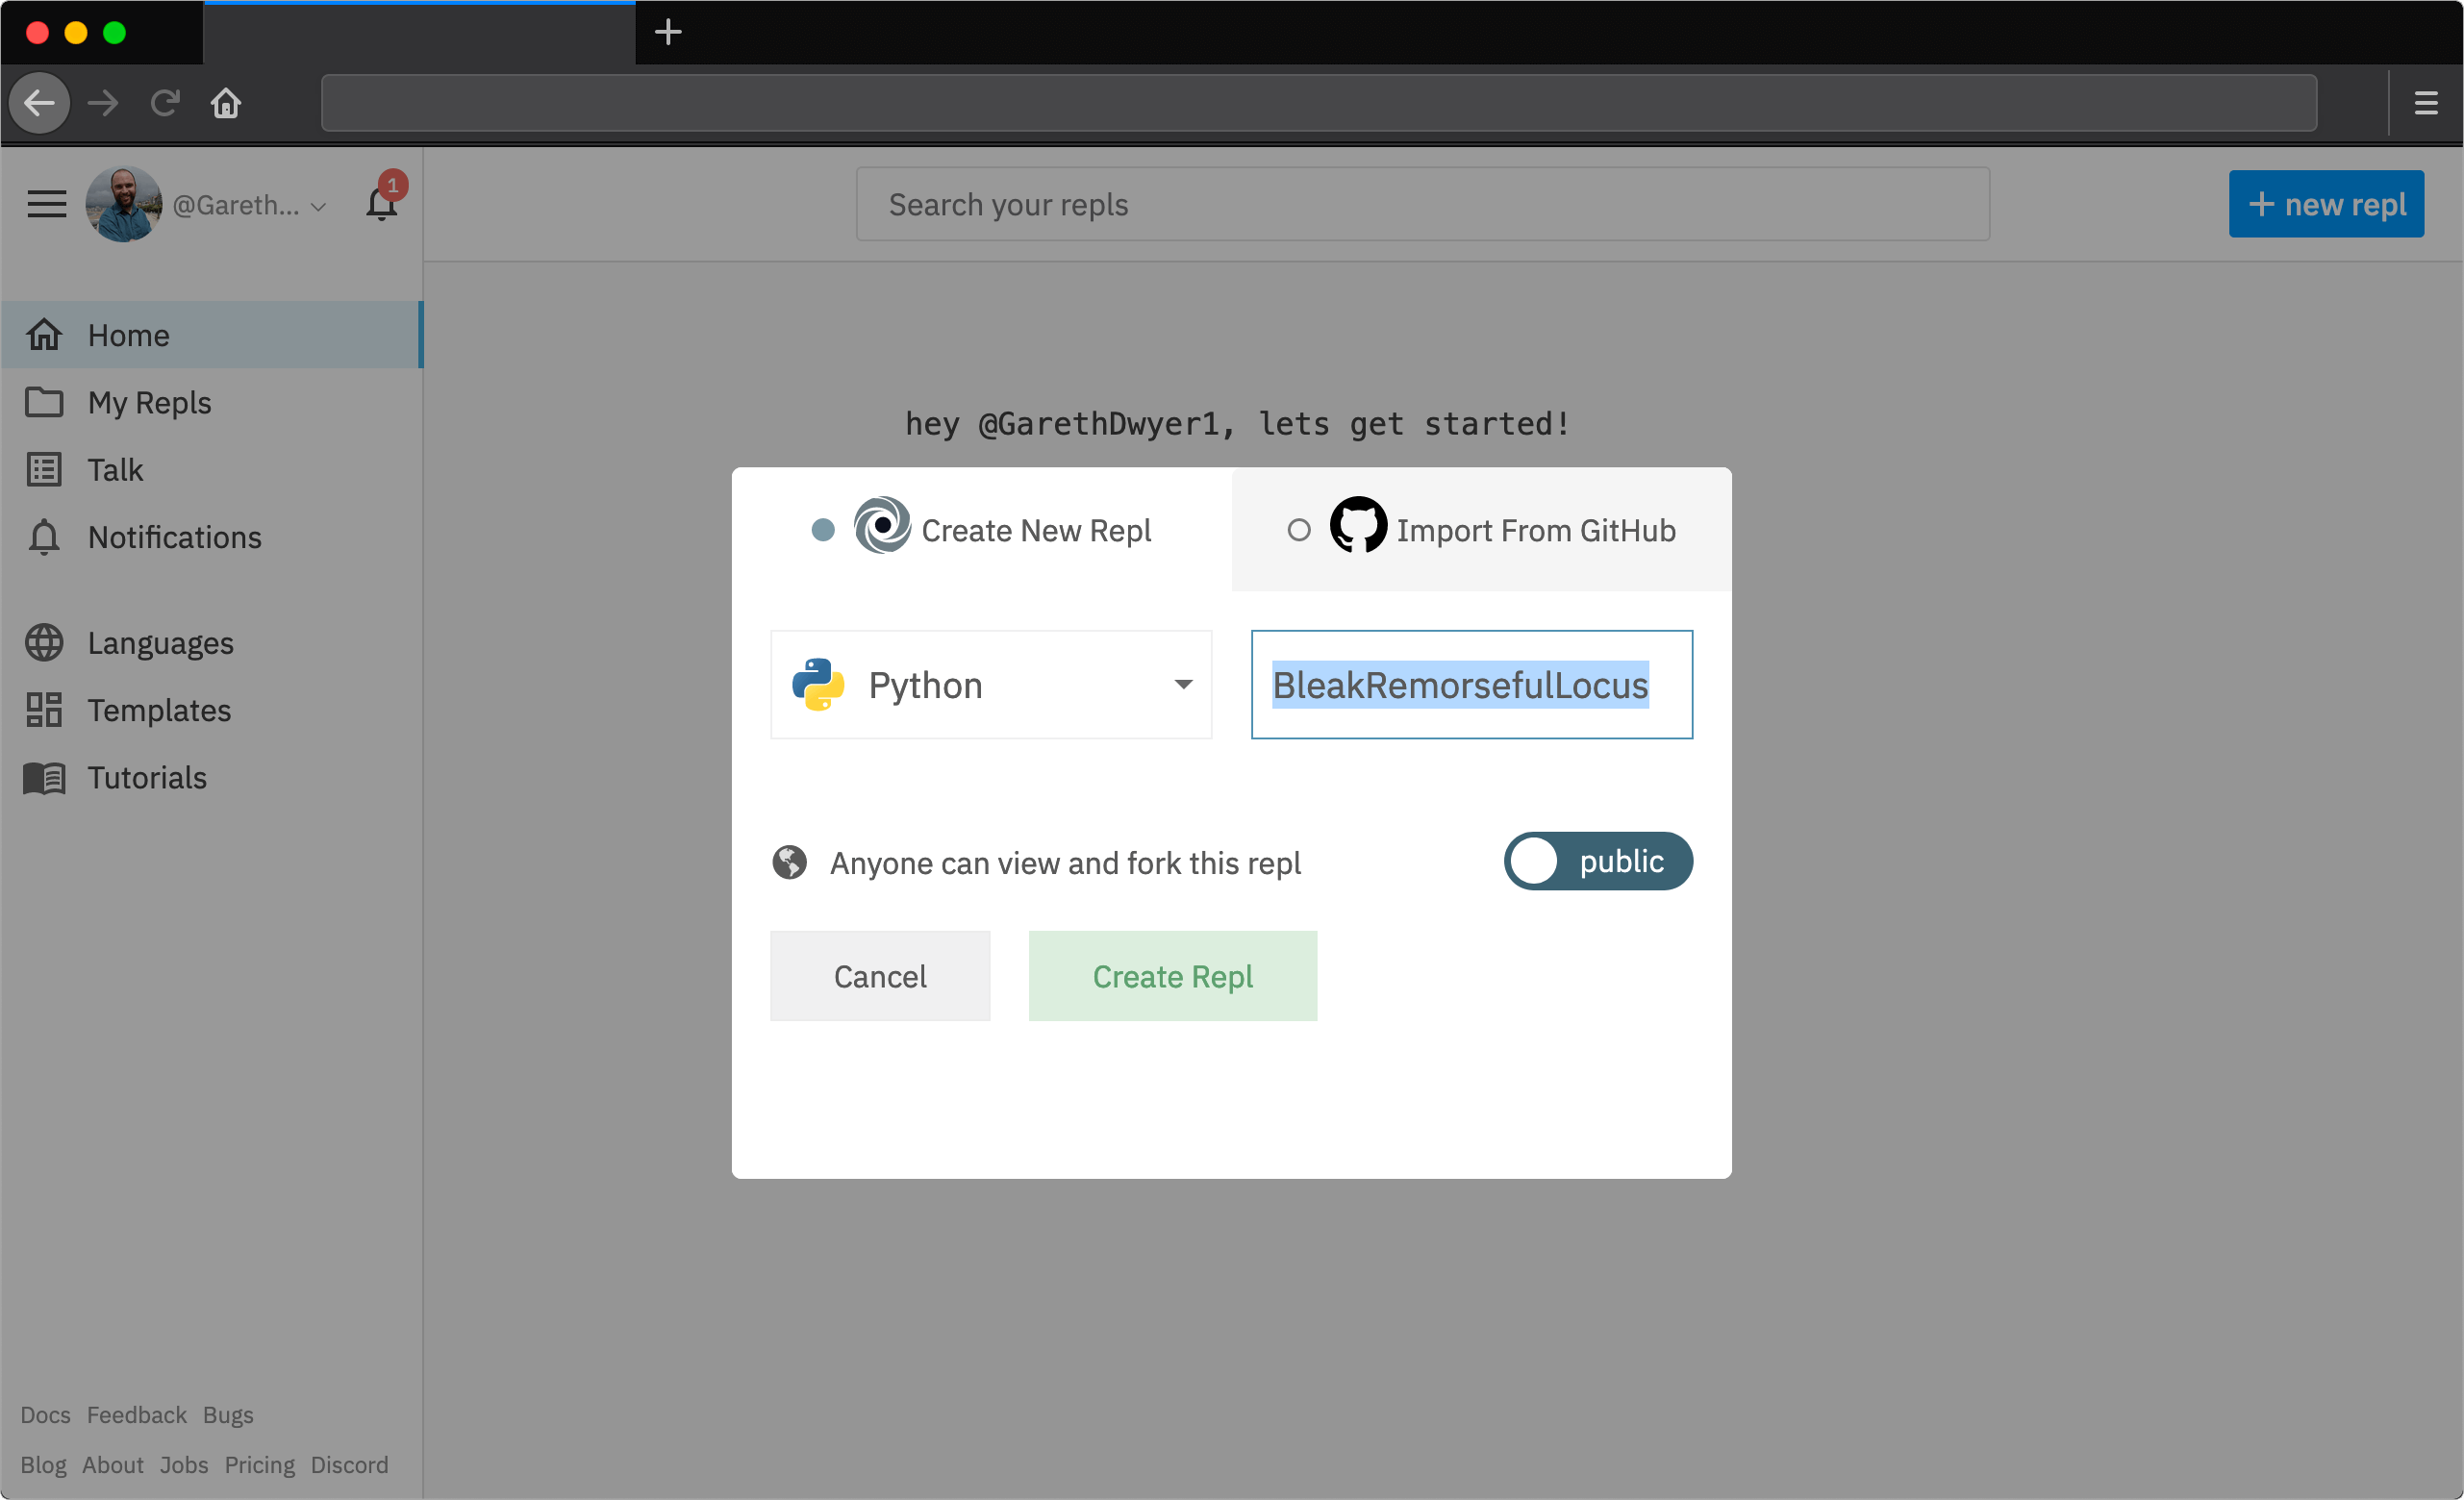 @Gareth...
1
Search your repls
+ new repl
Home
My Repls
Talk
Notifications
Languages
Templates
Tutorials
hey @GarethDwyer1, lets get started!
Create New Repl
Import From GitHub
Python
BleakRemorsefulLocus
Anyone can view and fork this repl
public
Cancel
Create Repl
Docs Feedback Bugs
Blog About Jobs Pricing Discord